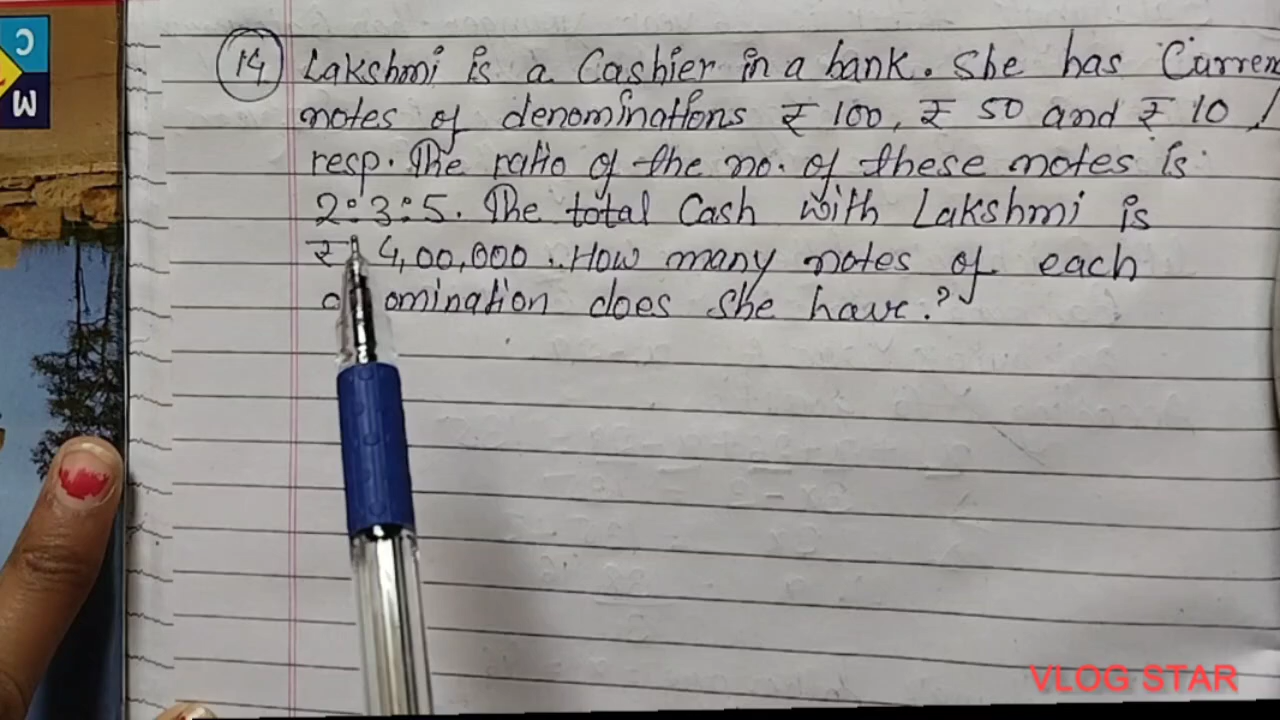 14 Lakshmi is a Cashier in a bank. She has Curren
notes of denominations ₹ 100, ₹ 50 and ₹ 10
resp. The ratio of the no. of these notes is
2:3:5. The total Cash with Lakshmi is
₹ 4,00,000. How many notes of each
omination does she have?
VLOG STAR
C
M